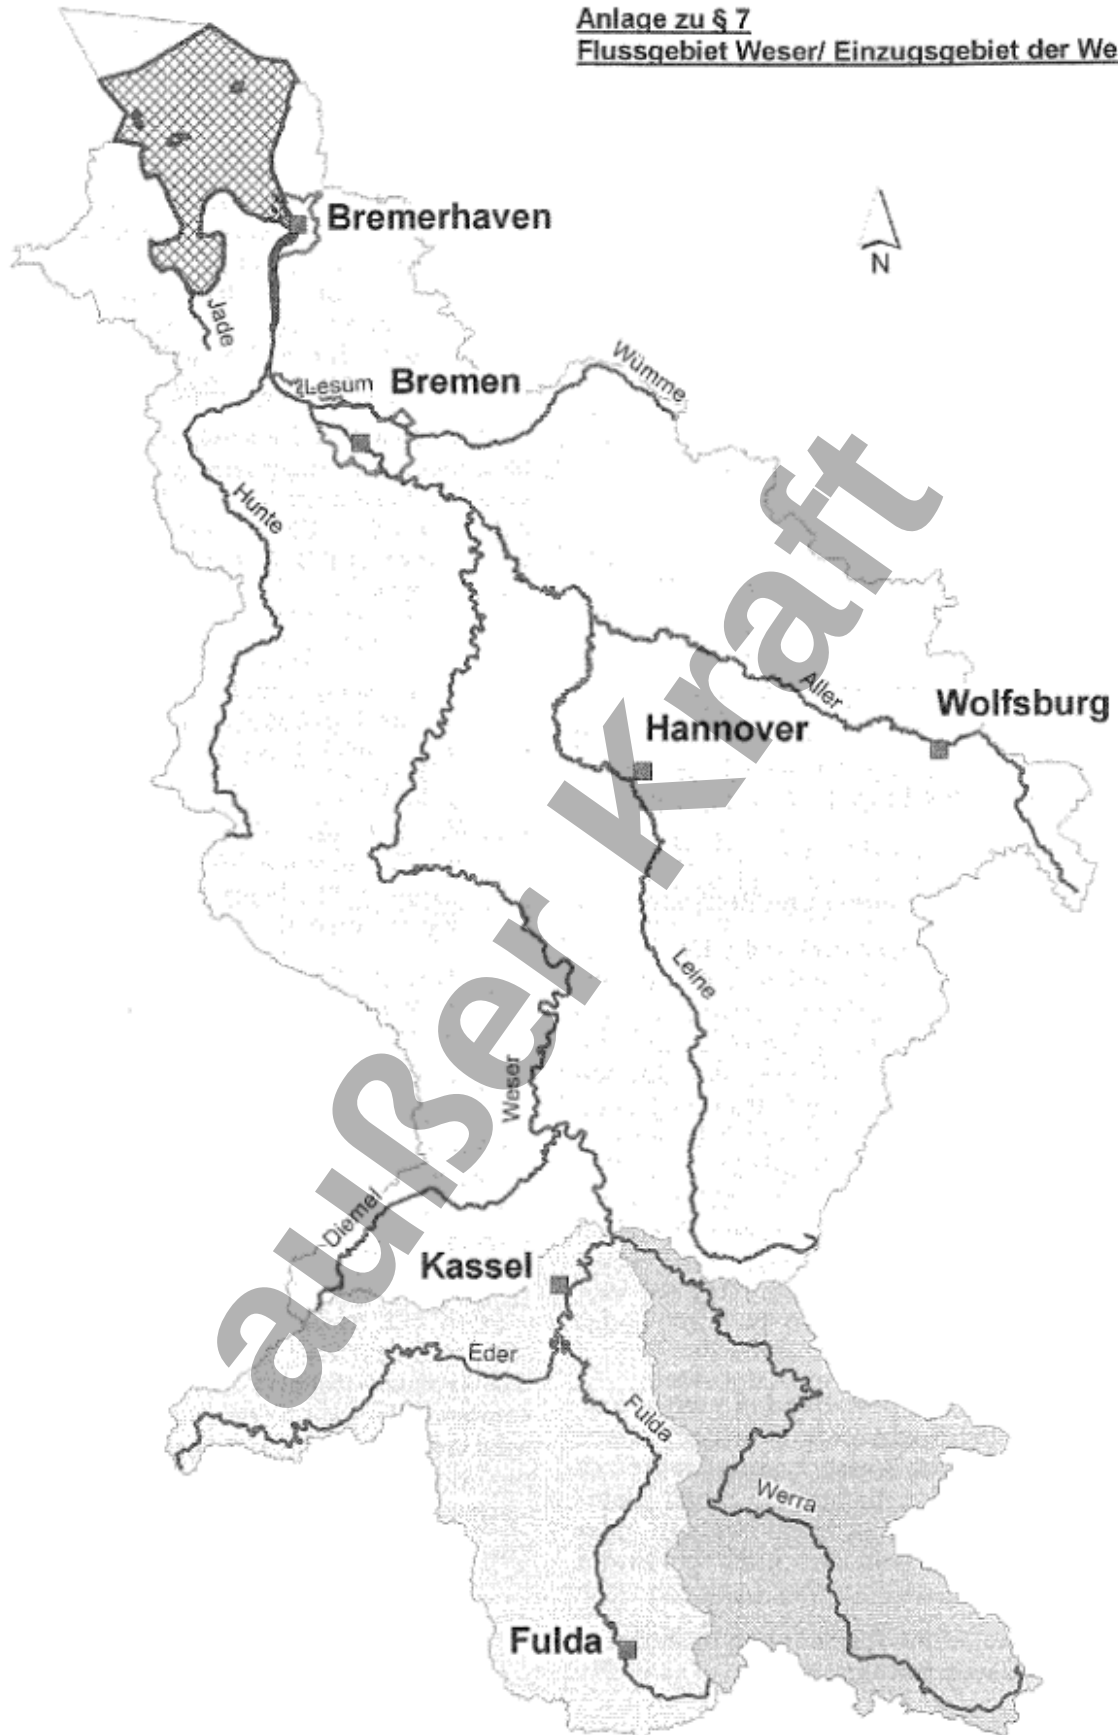 Anlage zu § 7
Flussgebiet Weser/ Einzugsgebiet der We
Bremerhaven
N
Jade
Lesum
Bremen
Wümme
Hunte
Aller
Wolfsburg
Hannover
Leine
Weser
Diemel
Kassel
Eder
Fulda
Werra
Fulda
außer Kraft